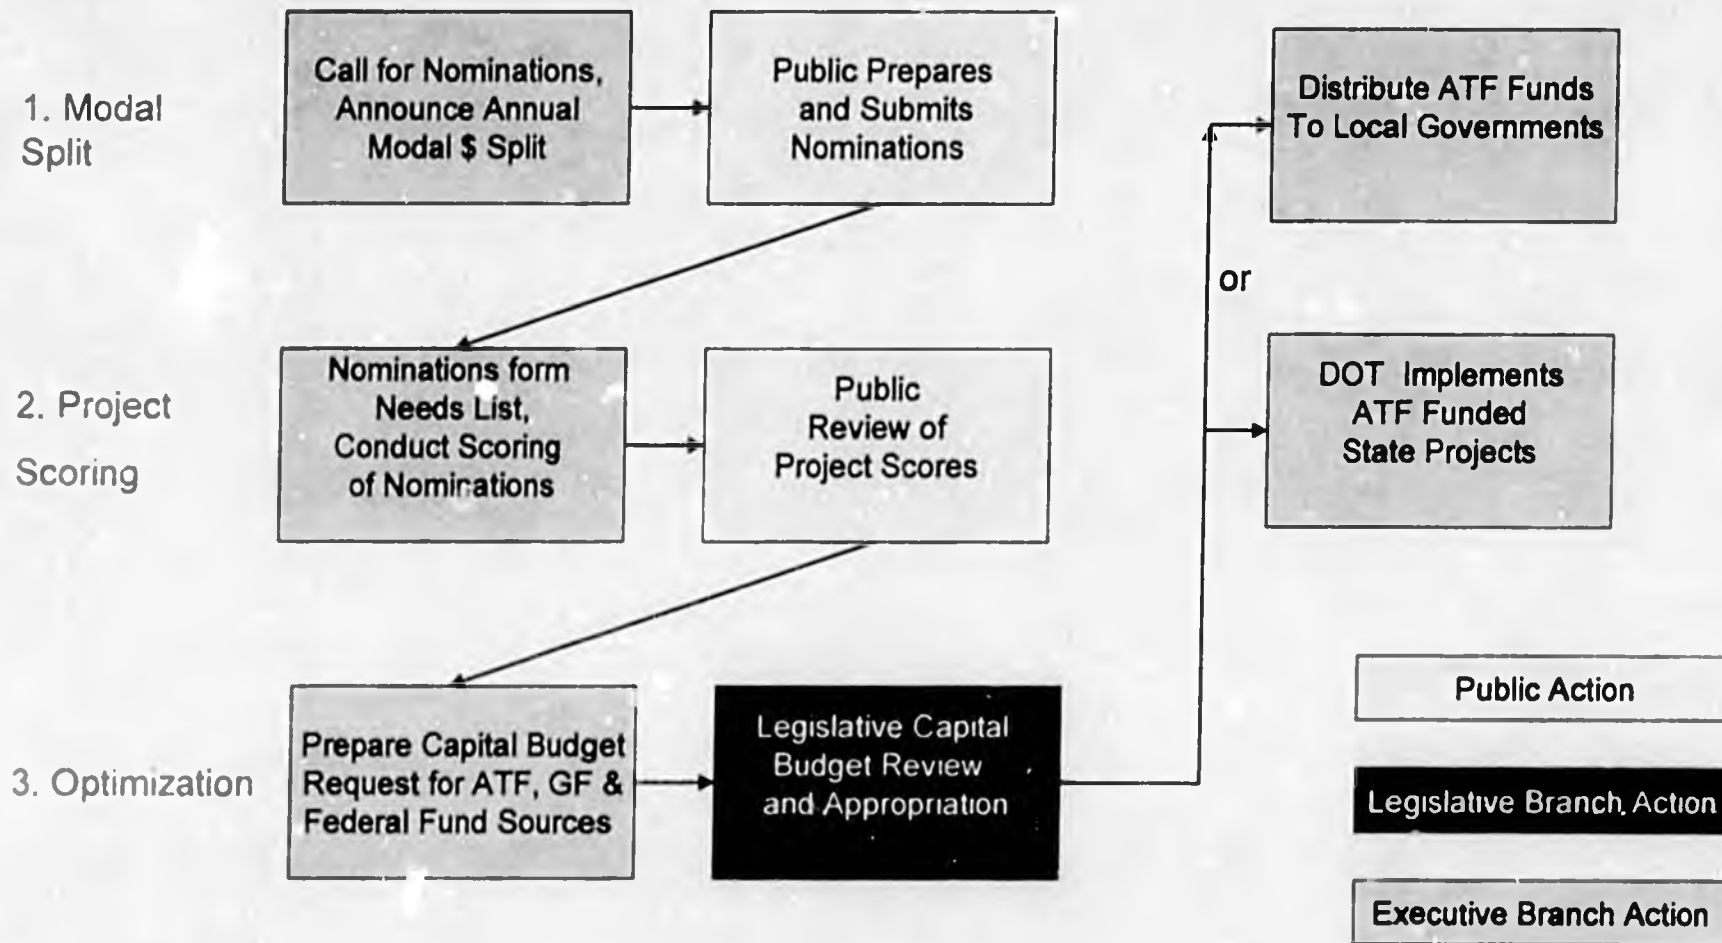 1. Modal
Split
Call for Nominations,
Announce Annual
Modal $ Split
Public Prepares
and Submits
Nominations
Distribute ATF Funds
To Local Governments
or
2. Project
Scoring
Nominations form
Needs List,
Conduct Scoring
of Nominations
Public
Review of
Project Scores
DOT Implements
ATF Funded
State Projects
3. Optimization
Prepare Capital Budget
Request for ATF, GF &
Federal Fund Sources
Legislative Capital
Budget Review
and Appropriation
Public Action
Legislative Branch Action
Executive Branch Action